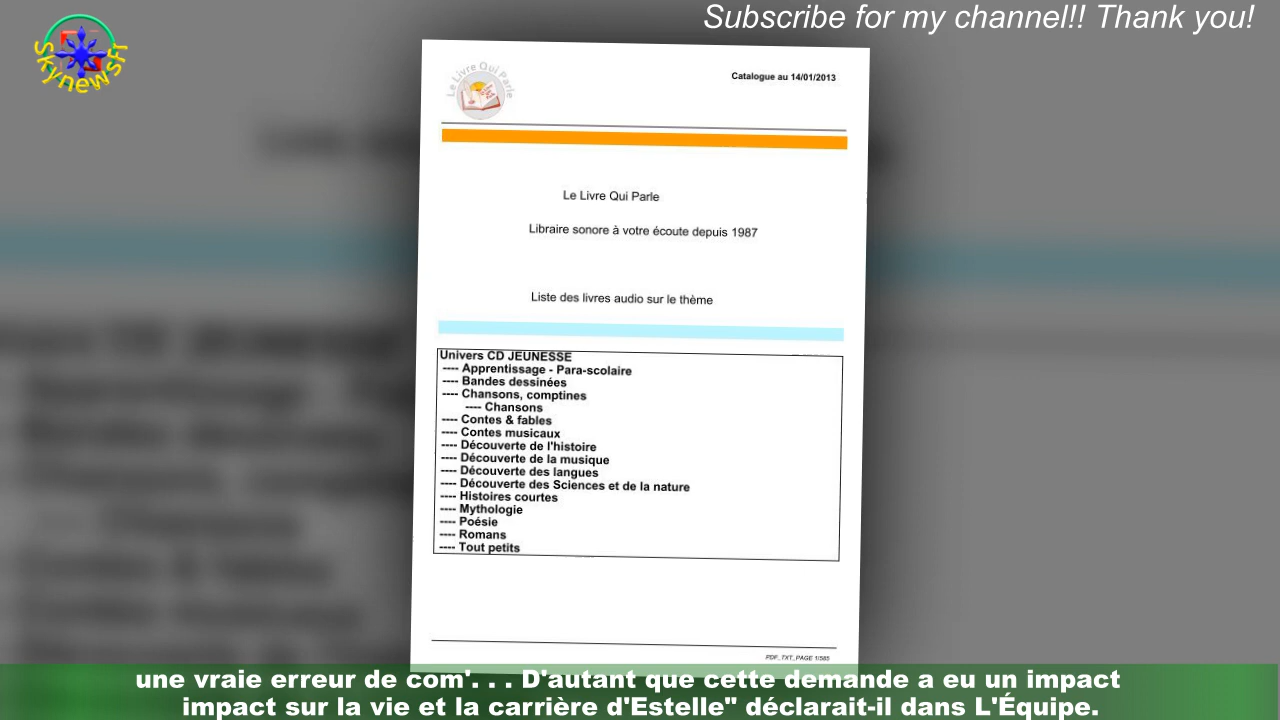 Subscribe for my channel!! Thank you!
SkynewsFr
Le Livre Qui Parle
Catalogue au 14/01/2013
Le Livre Qui Parle
Libraire sonore à votre écoute depuis 1987
Liste des livres audio sur le thème
Univers CD JEUNESSE
---- Apprentissage - Para-scolaire
---- Bandes dessinées
---- Chansons, comptines
---- Chansons
---- Contes & fables
---- Contes musicaux
---- Découverte de l'histoire
---- Découverte de la musique
---- Découverte des langues
---- Découverte des Sciences et de la nature
---- Histoires courtes
---- Mythologie
---- Poésie
---- Romans
---- Tout petits
PDF_TXT_PAGE 1/585
une vraie erreur de com'. . . D'autant que cette demande a eu un impact
impact sur la vie et la carrière d'Estelle" déclarait-il dans L'Équipe.